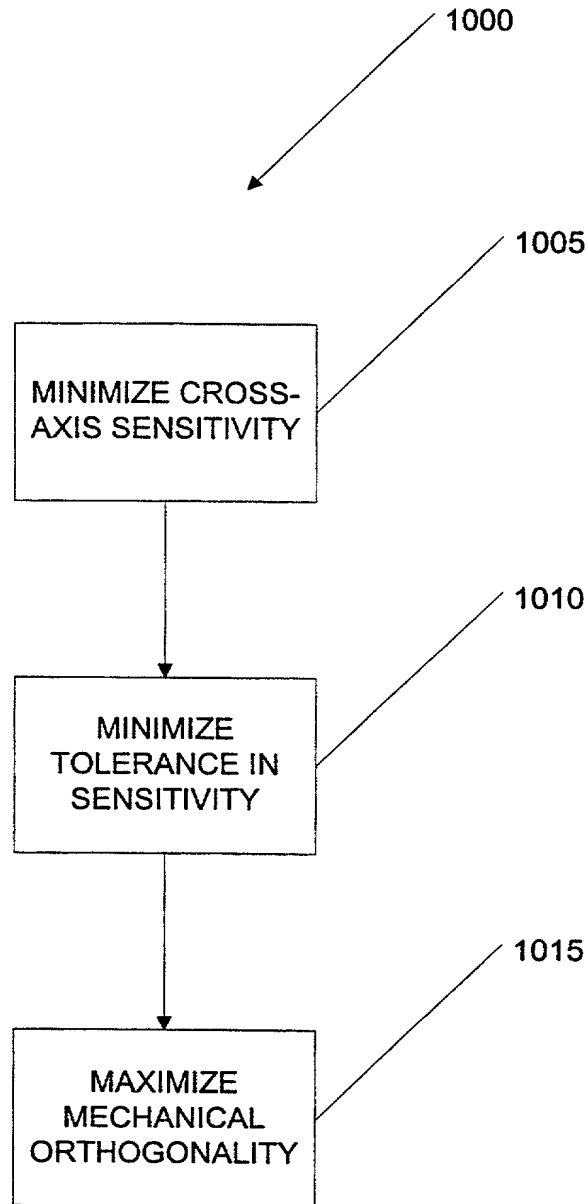 1000
1005
MINIMIZE CROSS-
AXIS SENSITIVITY
1010
MINIMIZE
TOLERANCE IN
SENSITIVITY
1015
MAXIMIZE
MECHANICAL
ORTHOGONALITY